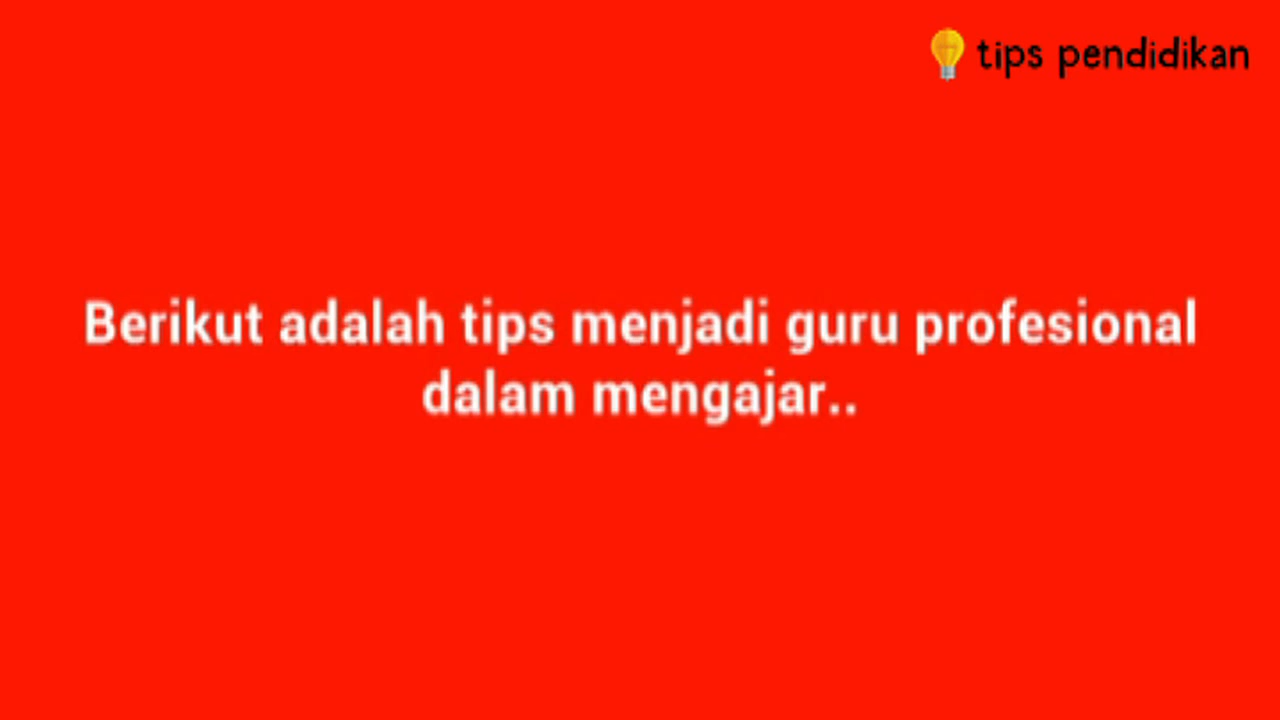 tips pendidikan
Berikut adalah tips menjadi guru profesional
dalam mengajar..